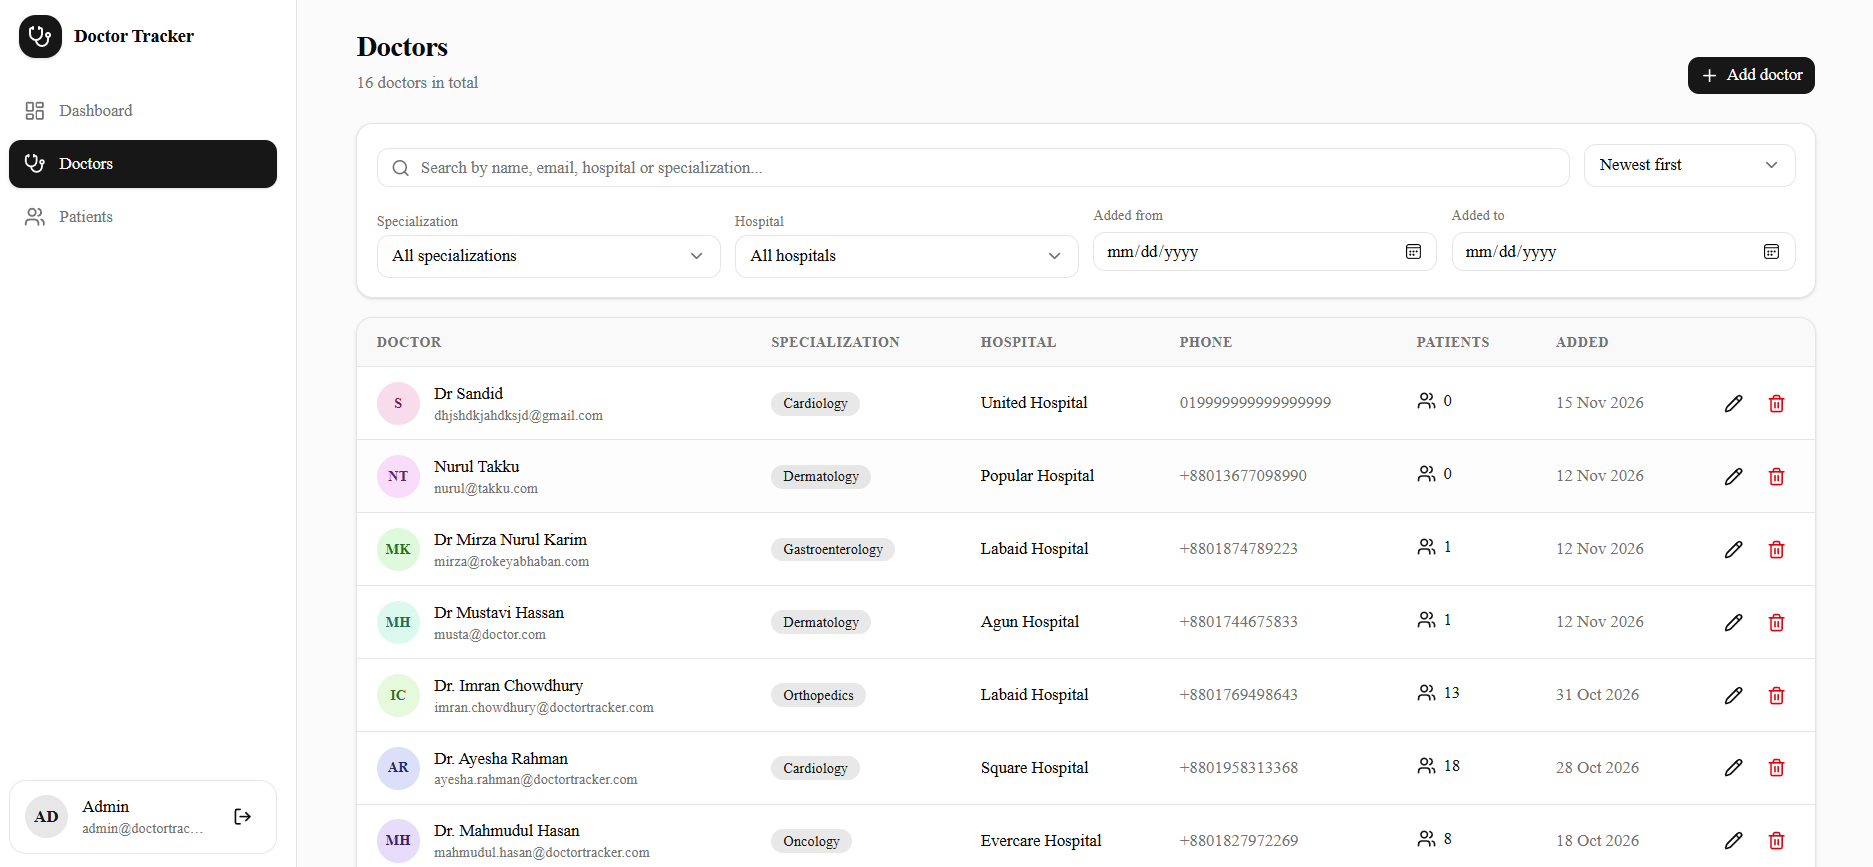 Doctor Tracker
Dashboard
Doctors
Patients
AD
Admin
admin@doctortrac...
Doctors
16 doctors in total
Add doctor
Search by name, email, hospital or specialization...
Newest first
Specialization Hospital Added from Added to
All specializations All hospitals mm/dd/yyyy mm/dd/yyyy
DOCTOR SPECIALIZATION HOSPITAL PHONE PATIENTS ADDED
S Dr Sandid Cardiology United Hospital 019999999999999999 0 15 Nov 2026
dhjshdkjahdksjd@gmail.com
NT Nurul Takku Dermatology Popular Hospital +88013677098990 0 12 Nov 2026
nurul@takku.com
MK Dr Mirza Nurul Karim Gastroenterology Labaid Hospital +8801874789223 1 12 Nov 2026
mirza@rokeyabhaban.com
MH Dr Mustavi Hassan Dermatology Agun Hospital +8801744675833 1 12 Nov 2026
musta@doctor.com
IC Dr. Imran Chowdhury Orthopedics Labaid Hospital +8801769498643 13 31 Oct 2026
imran.chowdhury@doctortracker.com
AR Dr. Ayesha Rahman Cardiology Square Hospital +8801958313368 18 28 Oct 2026
ayesha.rahman@doctortracker.com
MH Dr. Mahmudul Hasan Oncology Evercare Hospital +8801827972269 8 18 Oct 2026
mahmudul.hasan@doctortracker.com